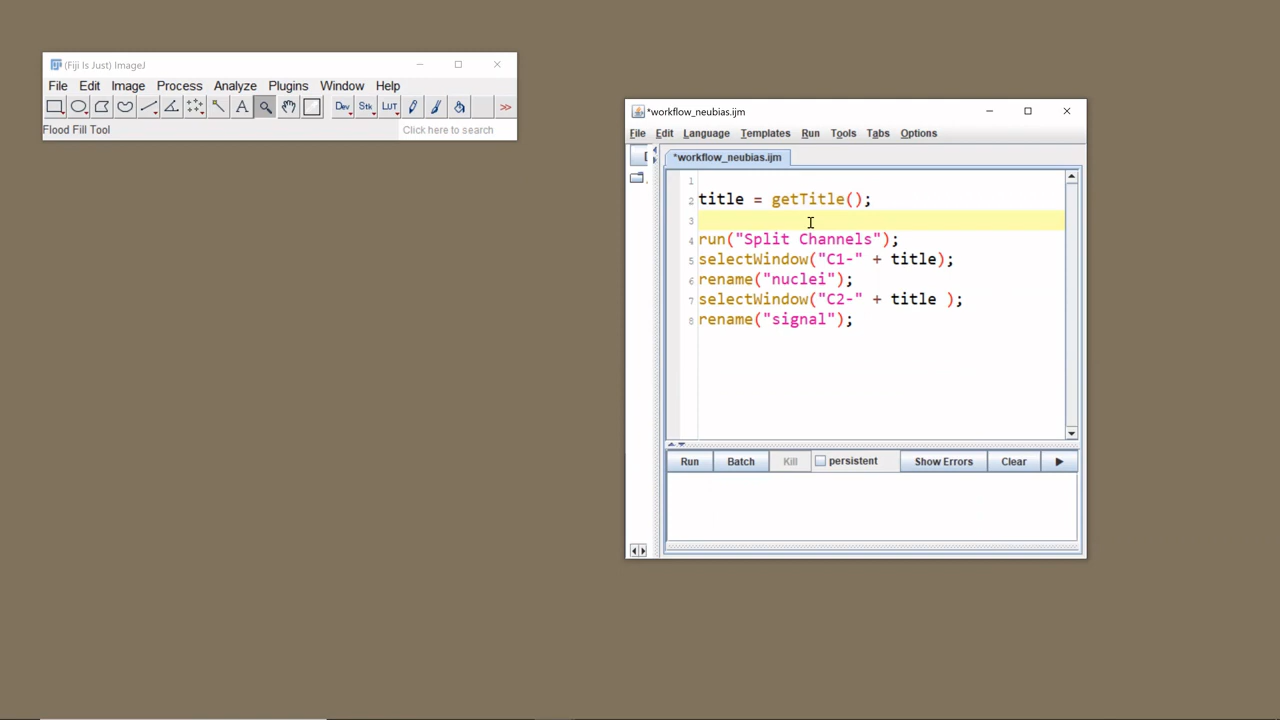 (Fiji Is Just) ImageJ
File Edit Image Process Analyze Plugins Window Help
A Dev Stk LUT >>
Flood Fill Tool
Click here to search
*workflow_neubias.ijm
File Edit Language Templates Run Tools Tabs Options
*workflow_neubias.ijm
1
2 title = getTitle();
3
4 run("Split Channels");
5 selectWindow("C1-" + title);
6 rename("nuclei");
7 selectWindow("C2-" + title );
8 rename("signal");
Run Batch Kill persistent Show Errors Clear